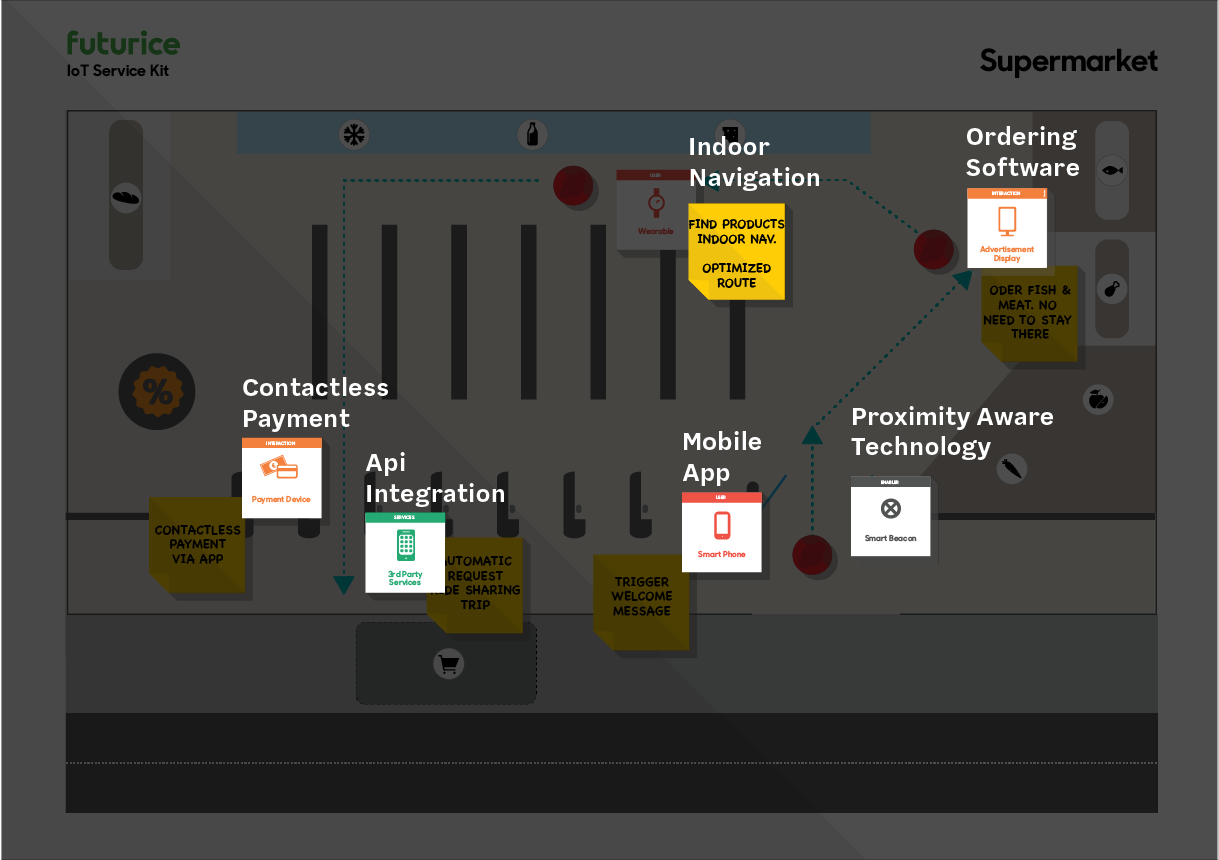 futurice
IoT Service Kit
Supermarket
Ordering
Software
INTERACTION
Advertisement
Display
ODER FISH &
MEAT. NO
NEED TO STAY
THERE
Indoor
Navigation
USER
Wearable
FIND PRODUCTS
INDOOR NAV.
OPTIMIZED
ROUTE
%
Contactless
Payment
INTERACTION
Payment Device
CONTACTLESS
PAYMENT
VIA APP
Api
Integration
SERVICES
3rd Party
Services
REQUEST
SHARING
TRIP
Mobile
App
USER
Smart Phone
TRIGGER
WELCOME
MESSAGE
Proximity Aware
Technology
ENABLER
Smart Beacon